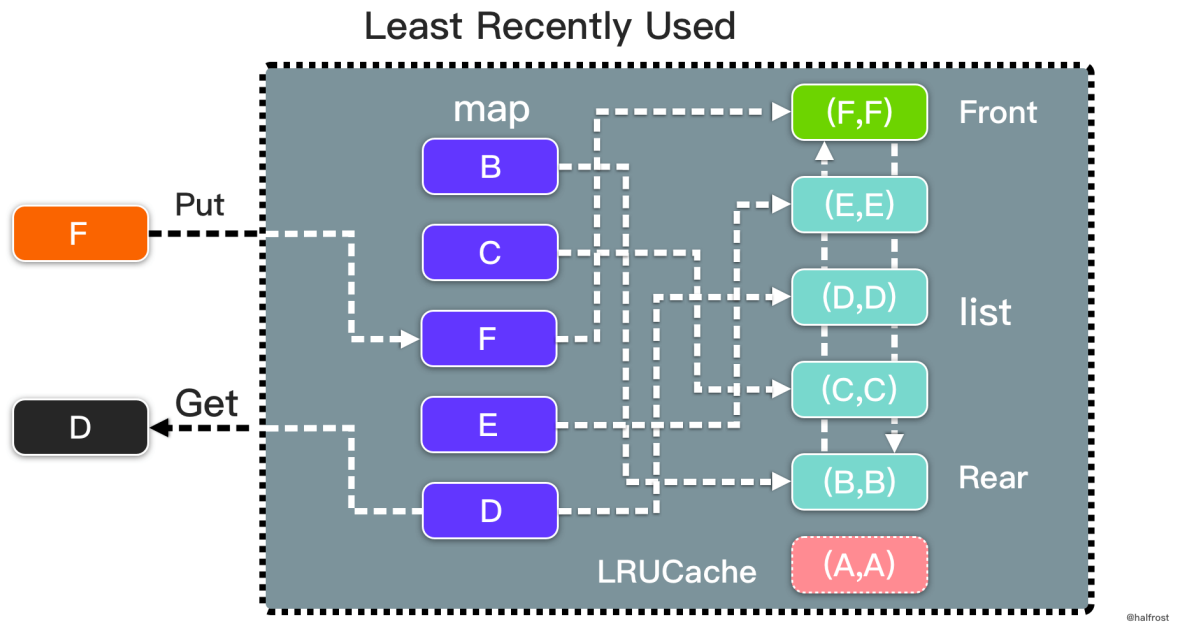 Least Recently Used
map
B
C
F
E
D
Put
F
Get
D
(F,F)
Front
(E,E)
(D,D)
list
(C,C)
(B,B)
Rear
LRUCache
(A,A)
@halfrost